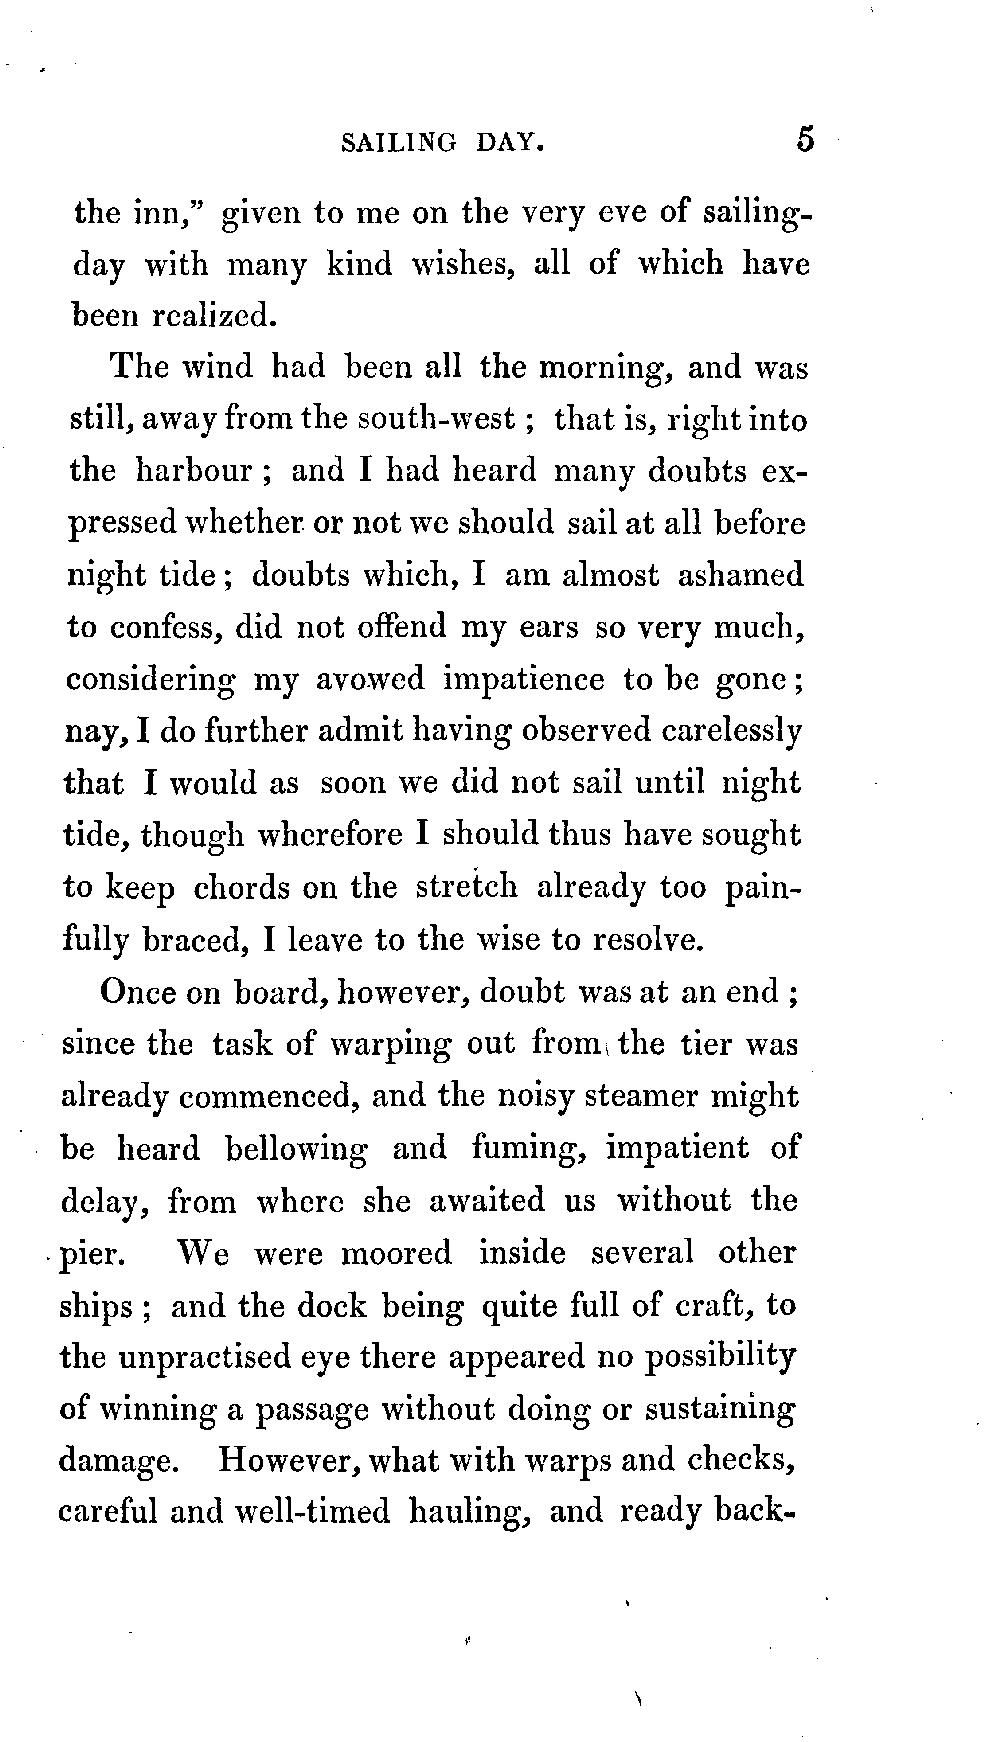 SAILING DAY. 5
the inn,” given to me on the very eve of sailing-
day with many kind wishes, all of which have
been realized.
The wind had been all the morning, and was
still, away from the south-west ; that is, right into
the harbour ; and I had heard many doubts ex-
pressed whether or not we should sail at all before
night tide ; doubts which, I am almost ashamed
to confess, did not offend my ears so very much,
considering my avowed impatience to be gone ;
nay, I do further admit having observed carelessly
that I would as soon we did not sail until night
tide, though wherefore I should thus have sought
to keep chords on the stretch already too pain-
fully braced, I leave to the wise to resolve.
Once on board, however, doubt was at an end ;
since the task of warping out from the tier was
already commenced, and the noisy steamer might
be heard bellowing and fuming, impatient of
delay, from where she awaited us without the
pier. We were moored inside several other
ships ; and the dock being quite full of craft, to
the unpractised eye there appeared no possibility
of winning a passage without doing or sustaining
damage. However, what with warps and checks,
careful and well-timed hauling, and ready back-